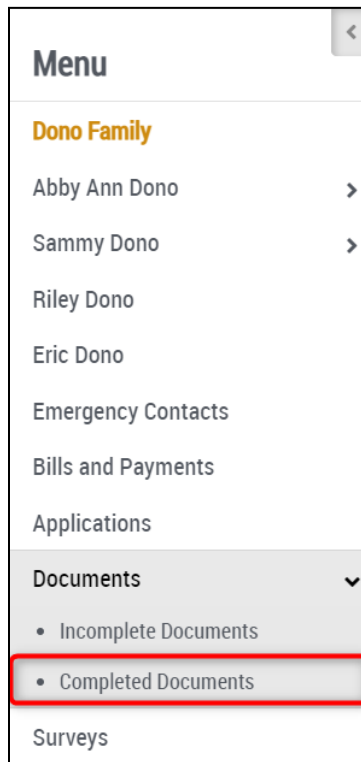 Menu
Dono Family
Abby Ann Dono
Sammy Dono
Riley Dono
Eric Dono
Emergency Contacts
Bills and Payments
Applications
Documents
• Incomplete Documents
• Completed Documents
Surveys